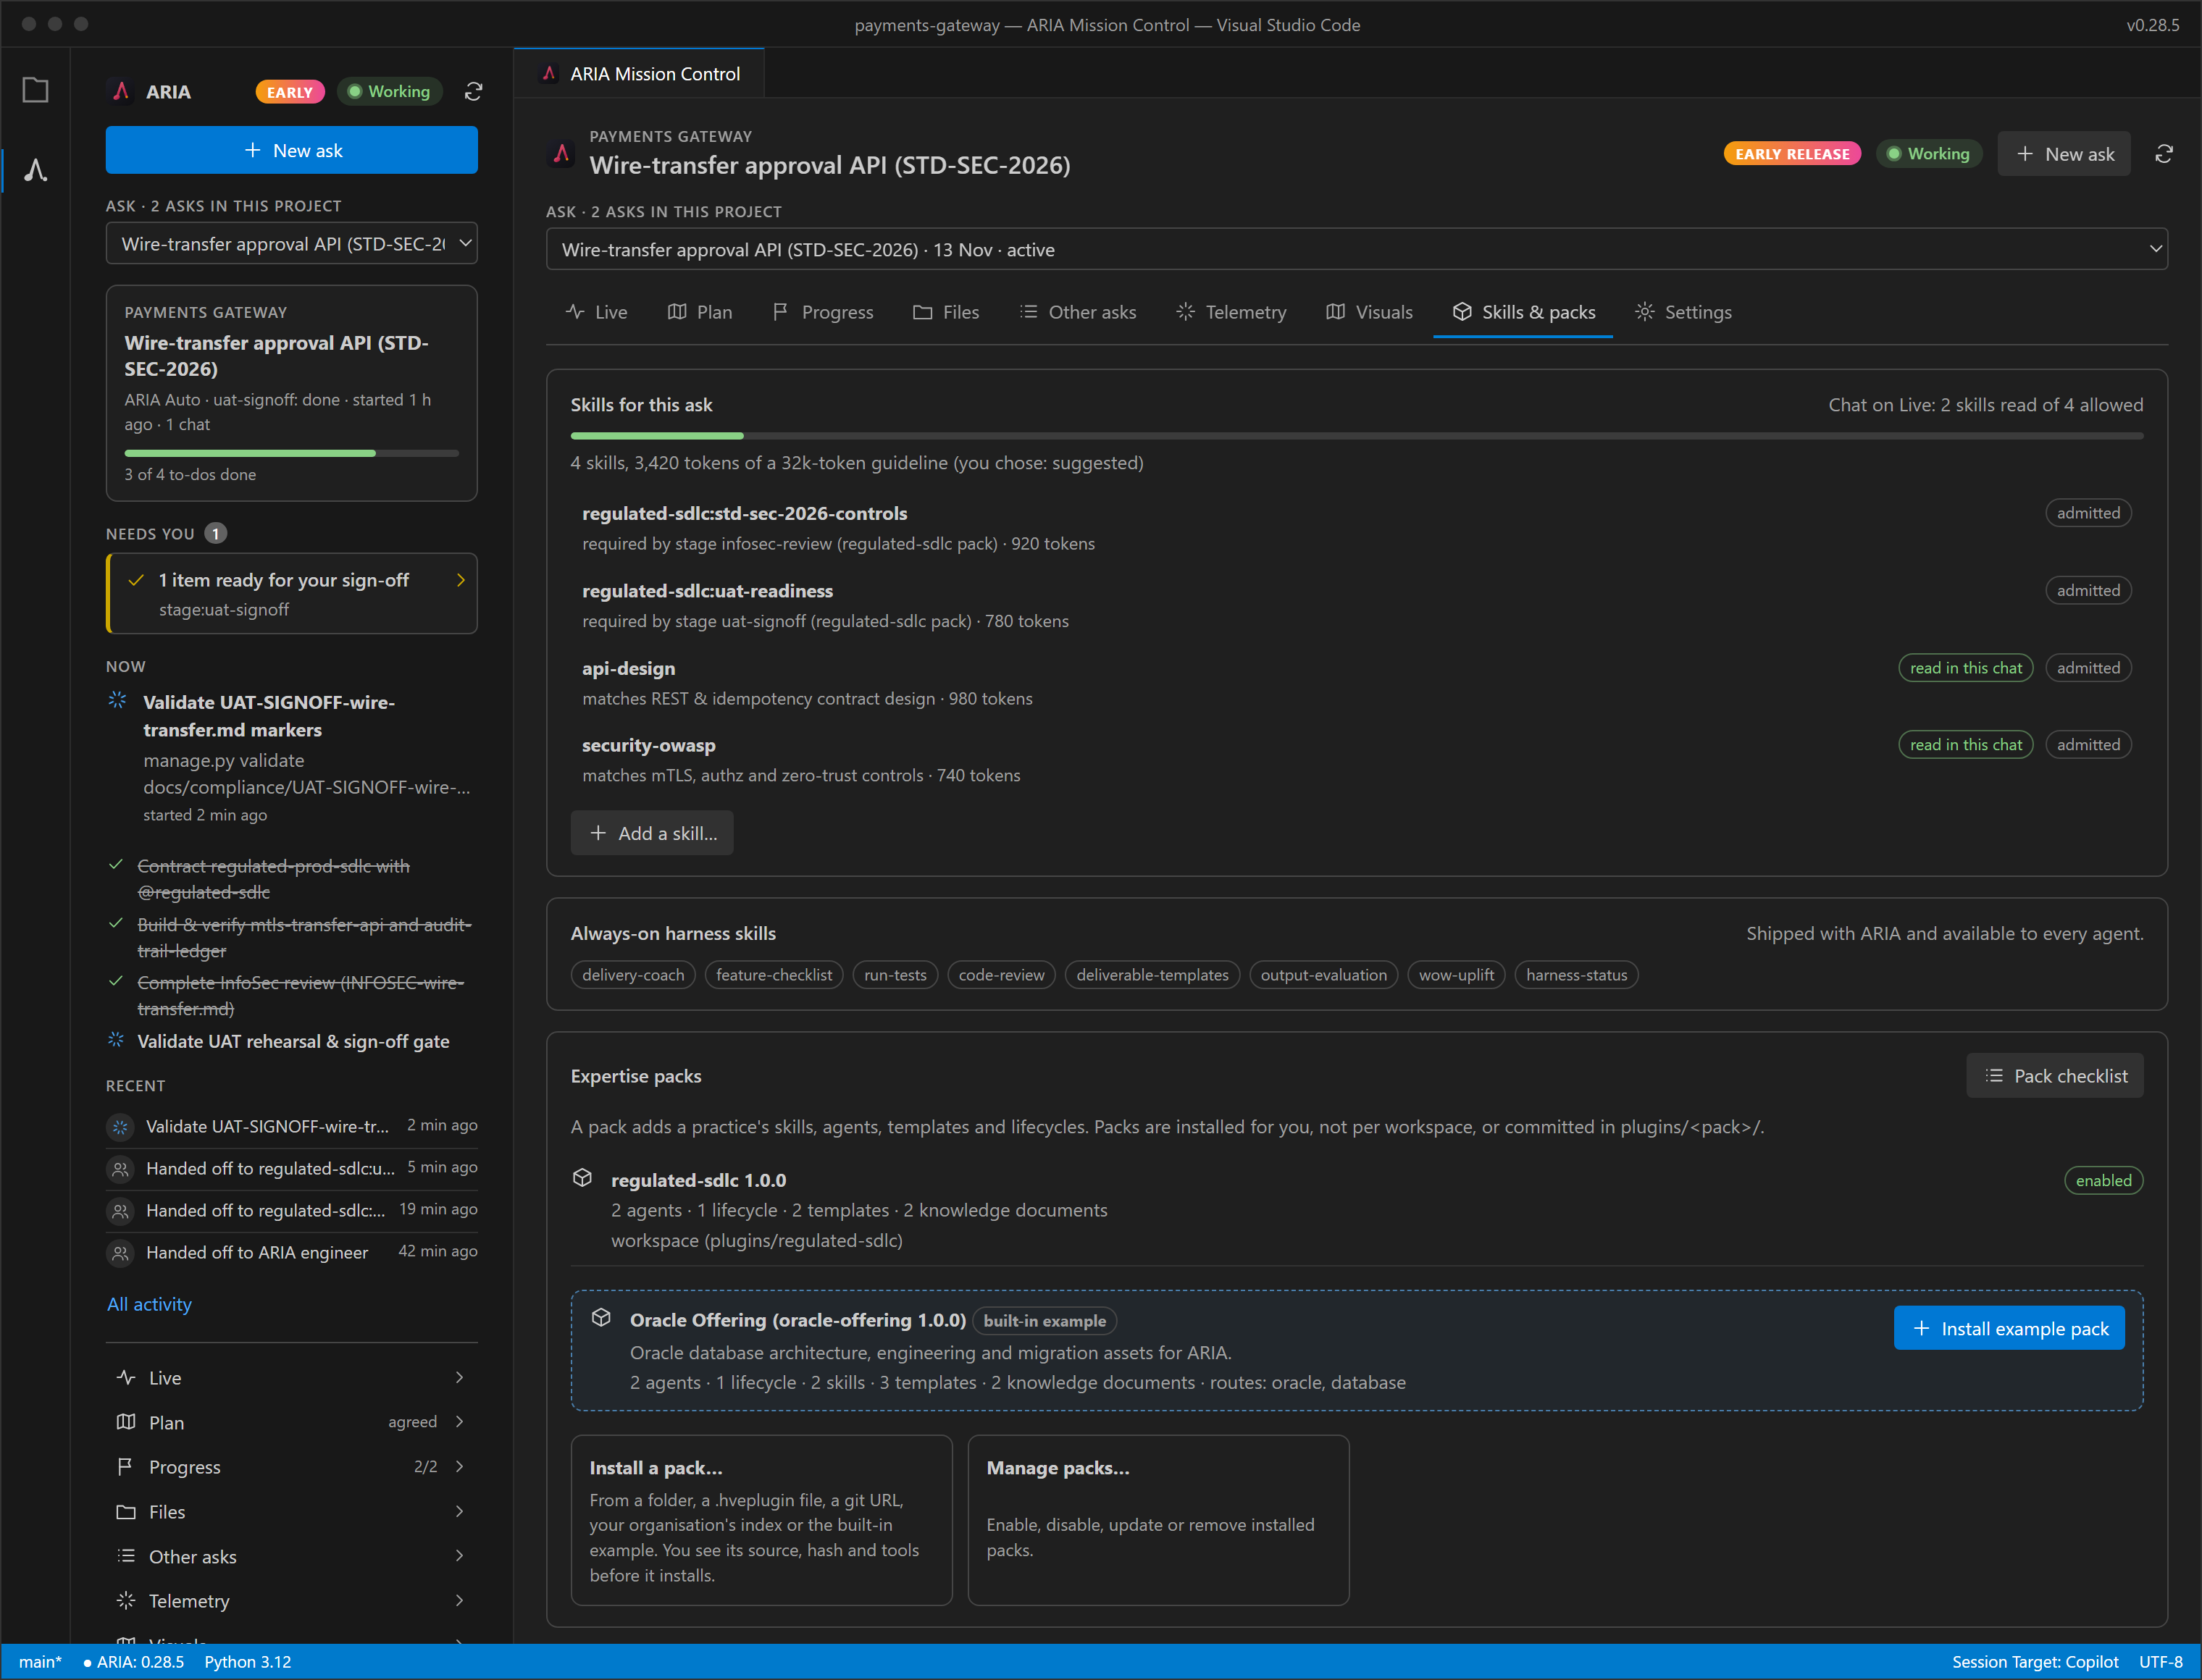 payments-gateway — ARIA Mission Control — Visual Studio Code
v0.28.5
ARIA
EARLY
Working
New ask
ASK · 2 ASKS IN THIS PROJECT
Wire-transfer approval API (STD-SEC-2
PAYMENTS GATEWAY
Wire-transfer approval API (STD-
SEC-2026)
ARIA Auto · uat-signoff: done · started 1 h
ago · 1 chat
3 of 4 to-dos done
NEEDS YOU 1
1 item ready for your sign-off
stage:uat-signoff
NOW
Validate UAT-SIGNOFF-wire-
transfer.md markers
manage.py validate
docs/compliance/UAT-SIGNOFF-wire-...
started 2 min ago
Contract regulated-prod-sdlc with
@regulated-sdlc
Build & verify mtls-transfer-api and audit-
trail-ledger
Complete InfoSec review (INFOSEC-wire-
transfer.md)
Validate UAT rehearsal & sign-off gate
RECENT
Validate UAT-SIGNOFF-wire-tr... 2 min ago
Handed off to regulated-sdlc:u... 5 min ago
Handed off to regulated-sdlc:... 19 min ago
Handed off to ARIA engineer 42 min ago
All activity
Live
Plan agreed
Progress 2/2
Files
Other asks
Telemetry
Visuals
ARIA Mission Control
PAYMENTS GATEWAY
Wire-transfer approval API (STD-SEC-2026)
EARLY RELEASE
Working
New ask
ASK · 2 ASKS IN THIS PROJECT
Wire-transfer approval API (STD-SEC-2026) · 13 Nov · active
Live Plan Progress Files Other asks Telemetry Visuals Skills & packs Settings
Skills for this ask
Chat on Live: 2 skills read of 4 allowed
4 skills, 3,420 tokens of a 32k-token guideline (you chose: suggested)
regulated-sdlc:std-sec-2026-controls
admitted
required by stage infosec-review (regulated-sdlc pack) · 920 tokens
regulated-sdlc:uat-readiness
admitted
required by stage uat-signoff (regulated-sdlc pack) · 780 tokens
api-design
read in this chat admitted
matches REST & idempotency contract design · 980 tokens
security-owasp
read in this chat admitted
matches mTLS, authz and zero-trust controls · 740 tokens
Add a skill...
Always-on harness skills
Shipped with ARIA and available to every agent.
delivery-coach feature-checklist run-tests code-review deliverable-templates output-evaluation wow-uplift harness-status
Expertise packs
Pack checklist
A pack adds a practice's skills, agents, templates and lifecycles. Packs are installed for you, not per workspace, or committed in plugins/<pack>/.
regulated-sdlc 1.0.0
enabled
2 agents · 1 lifecycle · 2 templates · 2 knowledge documents
workspace (plugins/regulated-sdlc)
Oracle Offering (oracle-offering 1.0.0) built-in example
Install example pack
Oracle database architecture, engineering and migration assets for ARIA.
2 agents · 1 lifecycle · 2 skills · 3 templates · 2 knowledge documents · routes: oracle, database
Install a pack...
From a folder, a .hveplugin file, a git URL,
your organisation's index or the built-in
example. You see its source, hash and tools
before it installs.
Manage packs...
Enable, disable, update or remove installed
packs.
main*
ARIA: 0.28.5
Python 3.12
Session Target: Copilot
UTF-8